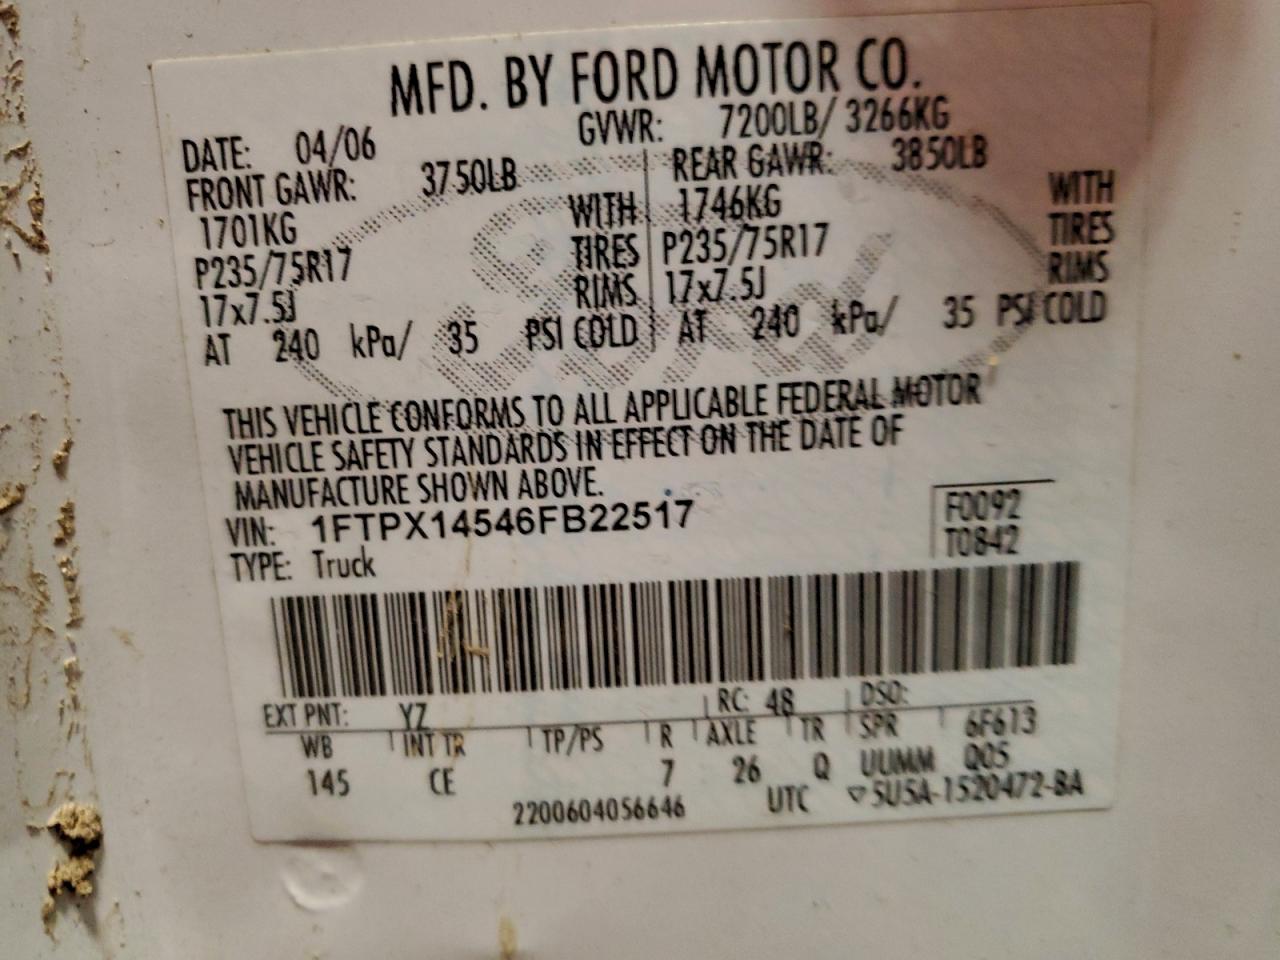 MFD. BY FORD MOTOR CO.
DATE: 04/06 GVWR: 7200LB/ 3266KG
FRONT GAWR: 3750LB REAR GAWR: 3850LB
1701KG WITH 1746KG WITH
P235/75R17 TIRES P235/75R17 TIRES
17x7.5J RIMS 17x7.5J RIMS
AT 240 kPa/ 35 PSI COLD AT 240 kPa/ 35 PSI COLD
THIS VEHICLE CONFORMS TO ALL APPLICABLE FEDERAL MOTOR
VEHICLE SAFETY STANDARDS IN EFFECT ON THE DATE OF
MANUFACTURE SHOWN ABOVE.
VIN: 1FTPX14546FB22517 F0092
TYPE: Truck T0842
EXT PNT: YZ RC: 48 DSO:
WB INT TR TP/PS R AXLE TR SPR 6F613
145 CE 7 26 Q UUMM Q05
2200604056646 UTC ▽5U5A-1520472-BA